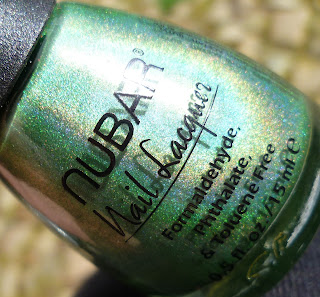 NUBAR®
Nail Lacquer
Formaldehyde,
Phthalate,
& Toluene Free
0.5 fl.oz./15 ml e